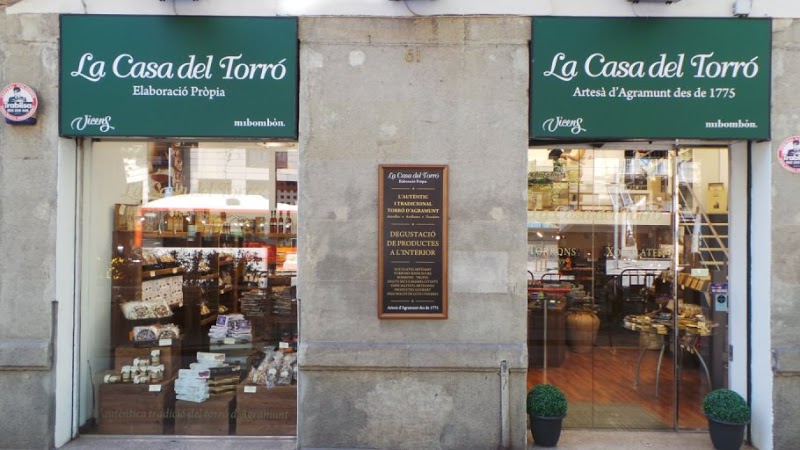 La Casa del Torró
Elaboració Pròpia
Vicens
mibombón.
La Casa del Torró
Artesà d'Agramunt des de 1775
Vicens
mibombón.
81
La Casa del Torró
Elaboració Pròpia
L'AUTÈNTIC
I TRADICIONAL
TORRÓ D'AGRAMUNT
DEGUSTACIÓ
DE PRODUCTES
A L'INTERIOR
Artesà d'Agramunt des de 1775
TORRONS
autèntica tradició del torró d'Agramunt